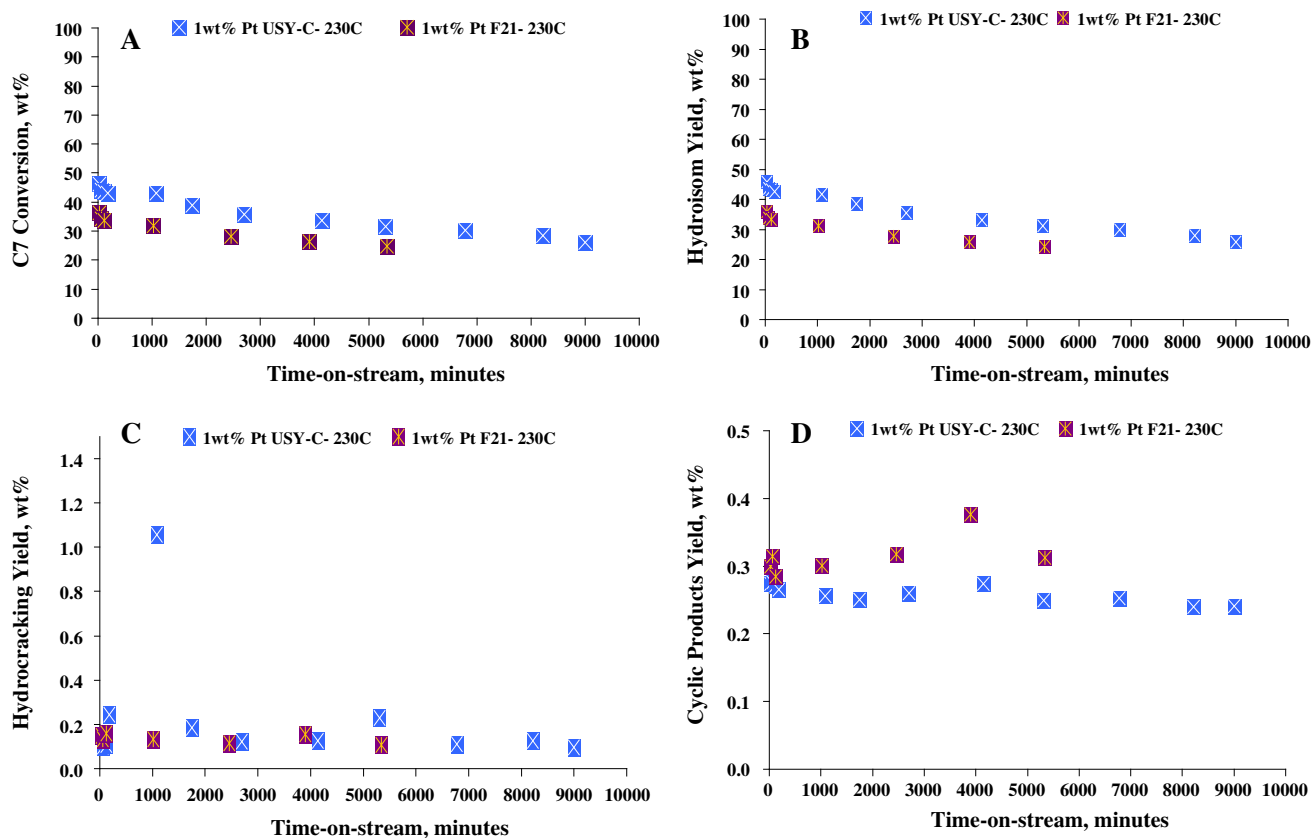 A
1wt% Pt USY-C- 230C
1wt% Pt F21- 230C
C7 Conversion, wt%
100
90
80
70
60
50
40
30
20
10
0
0 1000 2000 3000 4000 5000 6000 7000 8000 9000 10000
Time-on-stream, minutes
B
1wt% Pt USY-C- 230C
1wt% Pt F21- 230C
Hydroisom Yield, wt%
100
90
80
70
60
50
40
30
20
10
0
0 1000 2000 3000 4000 5000 6000 7000 8000 9000 10000
Time-on-stream, minutes
C
1wt% Pt USY-C- 230C
1wt% Pt F21- 230C
Hydrocracking Yield, wt%
1.4
1.2
1.0
0.8
0.6
0.4
0.2
0.0
0 1000 2000 3000 4000 5000 6000 7000 8000 9000 10000
Time-on-stream, minutes
D
1wt% Pt USY-C- 230C
1wt% Pt F21- 230C
Cyclic Products Yield, wt%
0.5
0.4
0.3
0.2
0.1
0.0
0 1000 2000 3000 4000 5000 6000 7000 8000 9000 10000
Time-on-stream, minutes